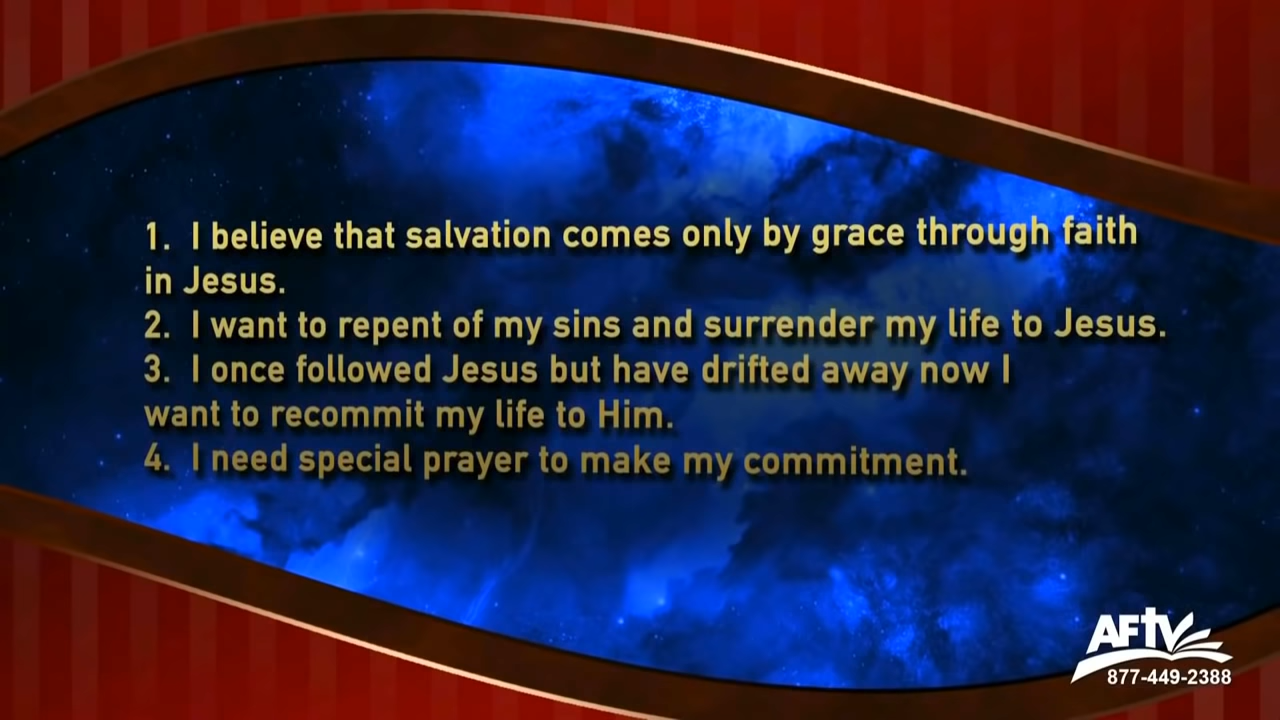 1. I believe that salvation comes only by grace through faith
in Jesus.
2. I want to repent of my sins and surrender my life to Jesus.
3. I once followed Jesus but have drifted away now I
want to recommit my life to Him.
4. I need special prayer to make my commitment.
AFTV
877-449-2388